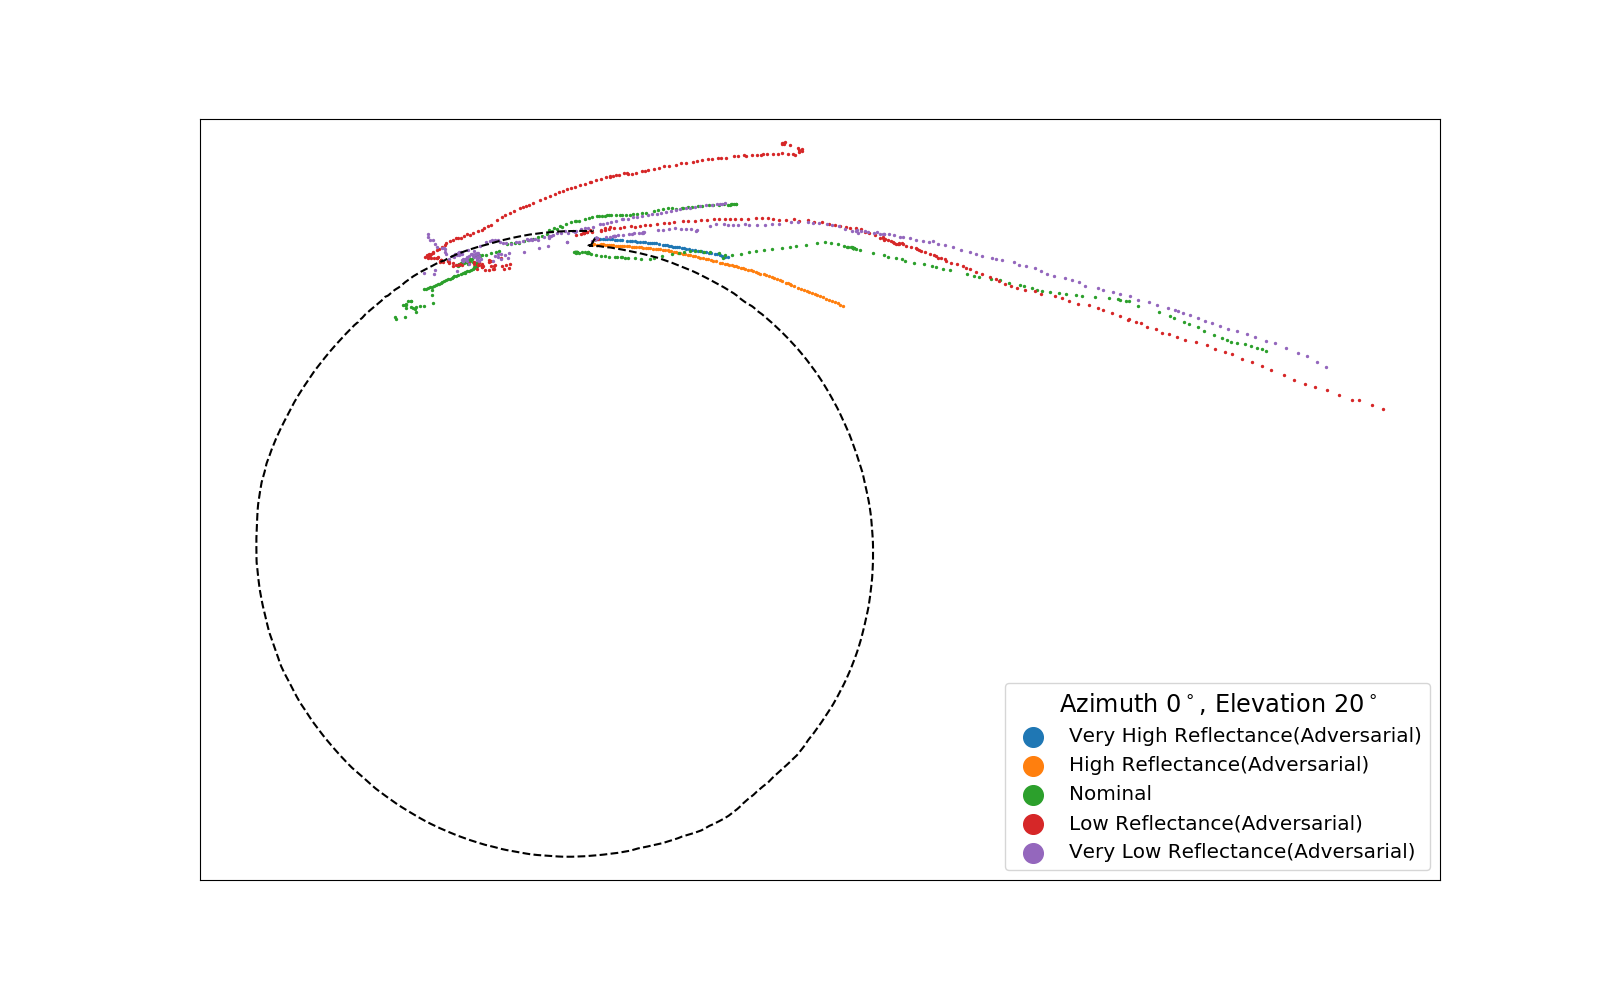 Azimuth 0°, Elevation 20°
Very High Reflectance(Adversarial)
High Reflectance(Adversarial)
Nominal
Low Reflectance(Adversarial)
Very Low Reflectance(Adversarial)